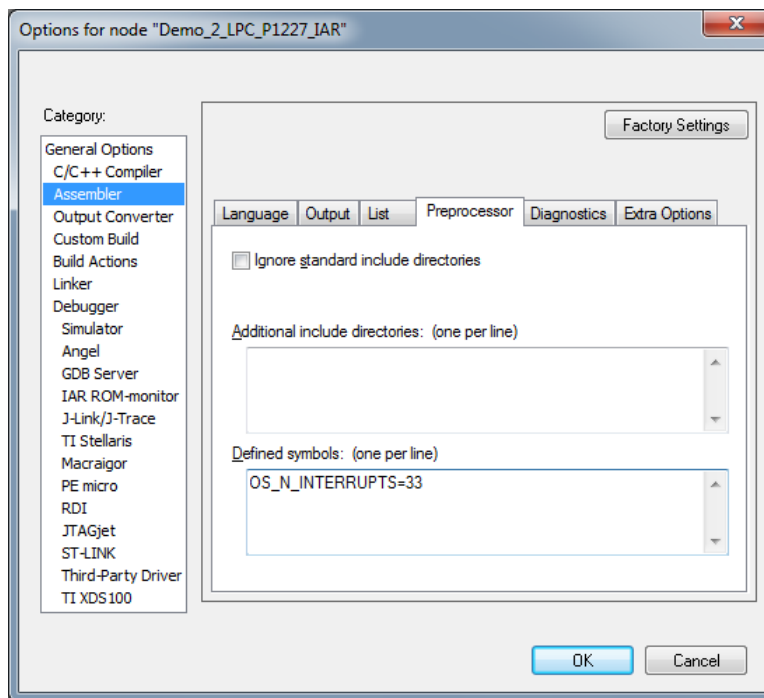 Options for node "Demo_2_LPC_P1227_IAR"
Category:
Factory Settings
General Options
C/C++ Compiler
Assembler
Output Converter
Custom Build
Build Actions
Linker
Debugger
Simulator
Angel
GDB Server
IAR ROM-monitor
J-Link/J-Trace
TI Stellaris
Macraigor
PE micro
RDI
JTAGjet
ST-LINK
Third-Party Driver
TI XDS100
Language Output List Preprocessor Diagnostics Extra Options
Ignore standard include directories
Additional include directories: (one per line)
Defined symbols: (one per line)
OS_N_INTERRUPTS=33
OK Cancel